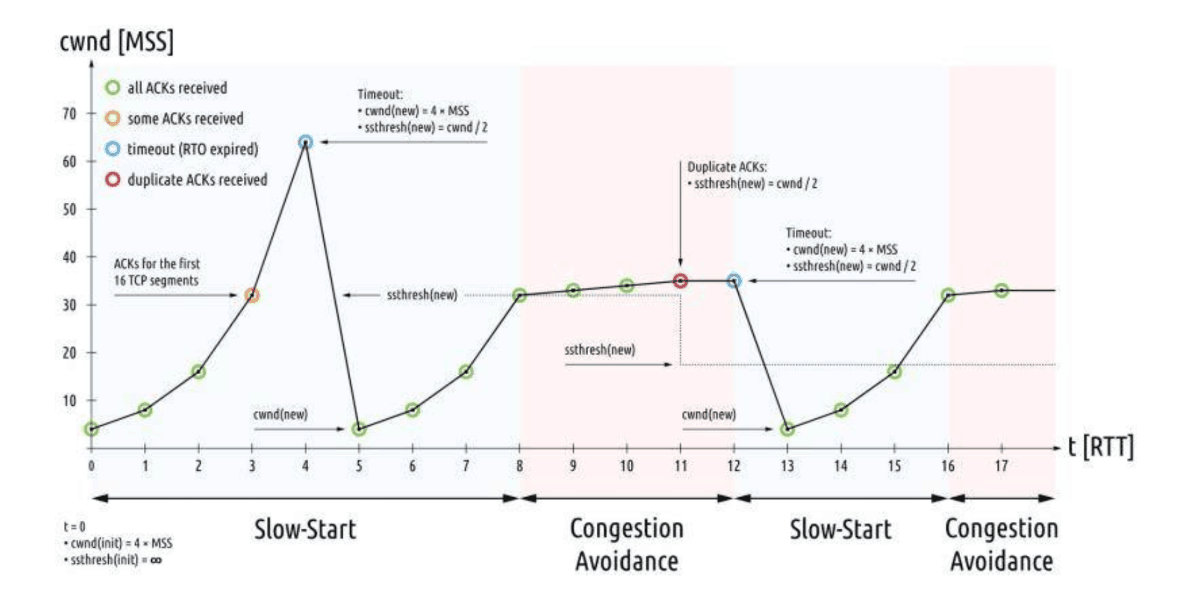 cwnd [MSS]
all ACKs received
some ACKs received
timeout (RTO expired)
duplicate ACKs received
Timeout:
• cwnd(new) = 4 × MSS
• ssthresh(new) = cwnd / 2
Duplicate ACKs:
• ssthresh(new) = cwnd / 2
Timeout:
• cwnd(new) = 4 × MSS
• ssthresh(new) = cwnd / 2
ACKs for the first
16 TCP segments
ssthresh(new)
ssthresh(new)
cwnd(new)
cwnd(new)
70
60
50
40
30
20
10
0 1 2 3 4 5 6 7 8 9 10 11 12 13 14 15 16 17
t [RTT]
Slow-Start
Congestion
Avoidance
Slow-Start
Congestion
Avoidance
t = 0
• cwnd(init) = 4 × MSS
• ssthresh(init) = ∞